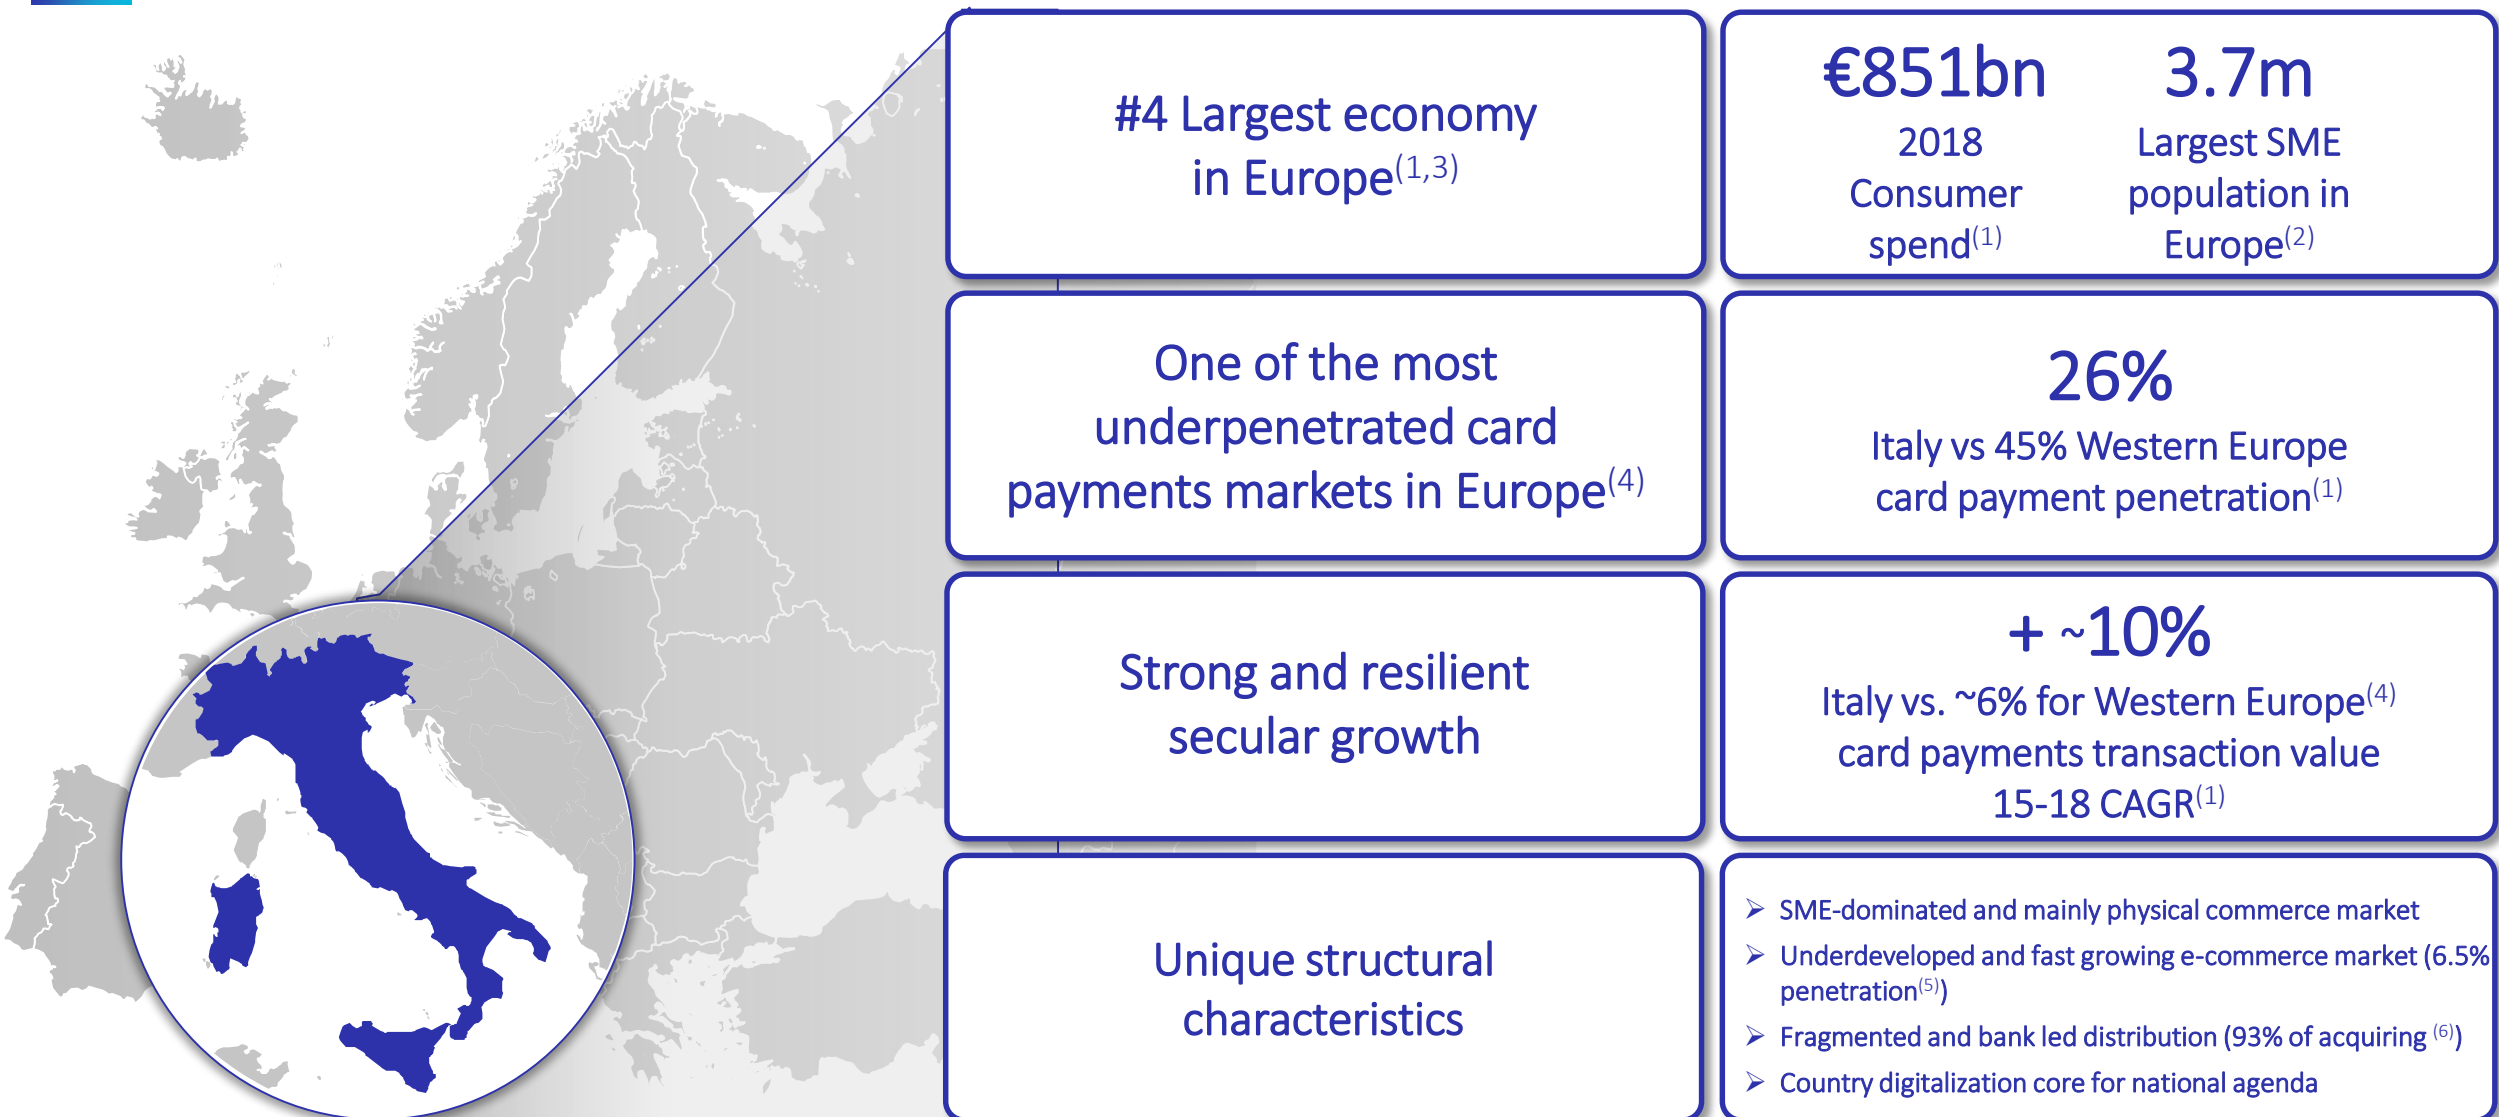 #4 Largest economy
in Europe(1,3)
€851bn
2018
Consumer
spend(1)
3.7m
Largest SME
population in
Europe(2)
One of the most
underpenetrated card
payments markets in Europe(4)
26%
Italy vs 45% Western Europe
card payment penetration(1)
Strong and resilient
secular growth
+ ~10%
Italy vs. ~6% for Western Europe(4)
card payments transaction value
15-18 CAGR(1)
Unique structural
characteristics
➢ SME-dominated and mainly physical commerce market
➢ Underdeveloped and fast growing e-commerce market (6.5%
penetration(5))
➢ Fragmented and bank led distribution (93% of acquiring (6))
➢ Country digitalization core for national agenda